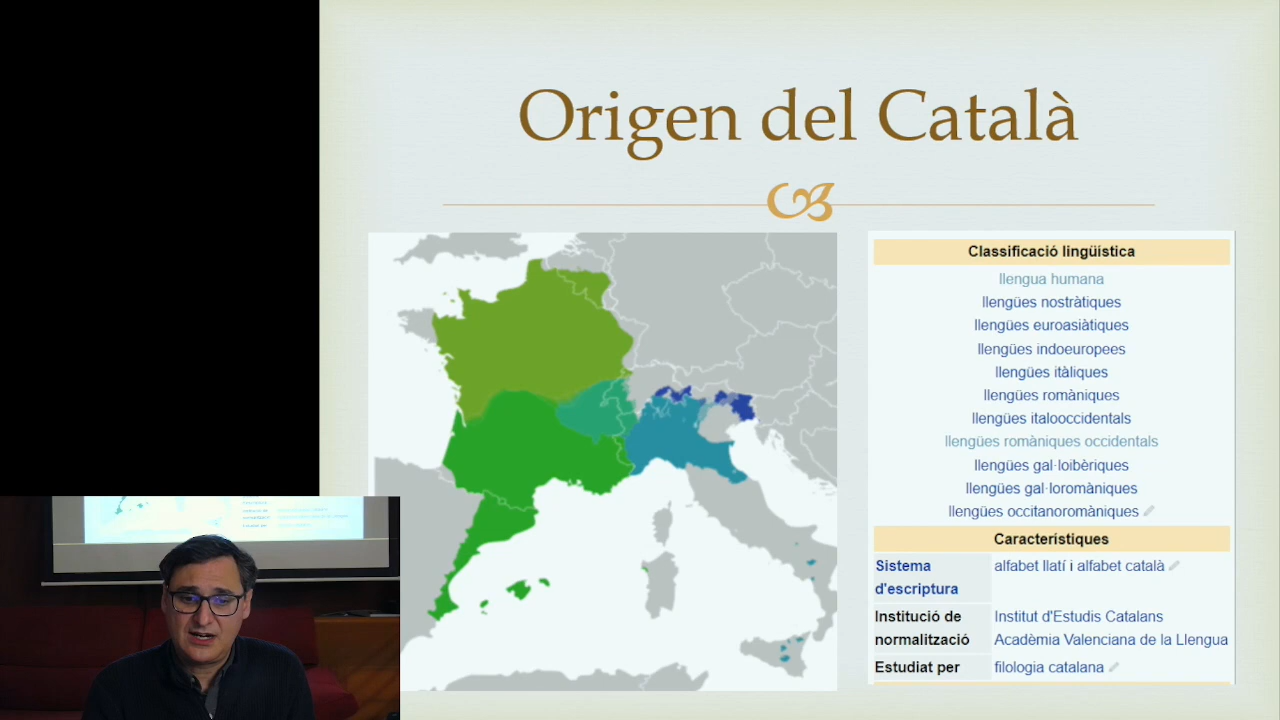 Origen del Català
Classificació lingüística
llengua humana
llengües nostràtiques
llengües euroasiàtiques
llengües indoeuropees
llengües itàliques
llengües romàniques
llengües italooccidentals
llengües romàniques occidentals
llengües gal·loibèriques
llengües gal·loromàniques
llengües occitanoromàniques
Característiques
Sistema d'escriptura
alfabet llatí i alfabet català
Institució de normalització
Institut d'Estudis Catalans
Acadèmia Valenciana de la Llengua
Estudiat per
filologia catalana